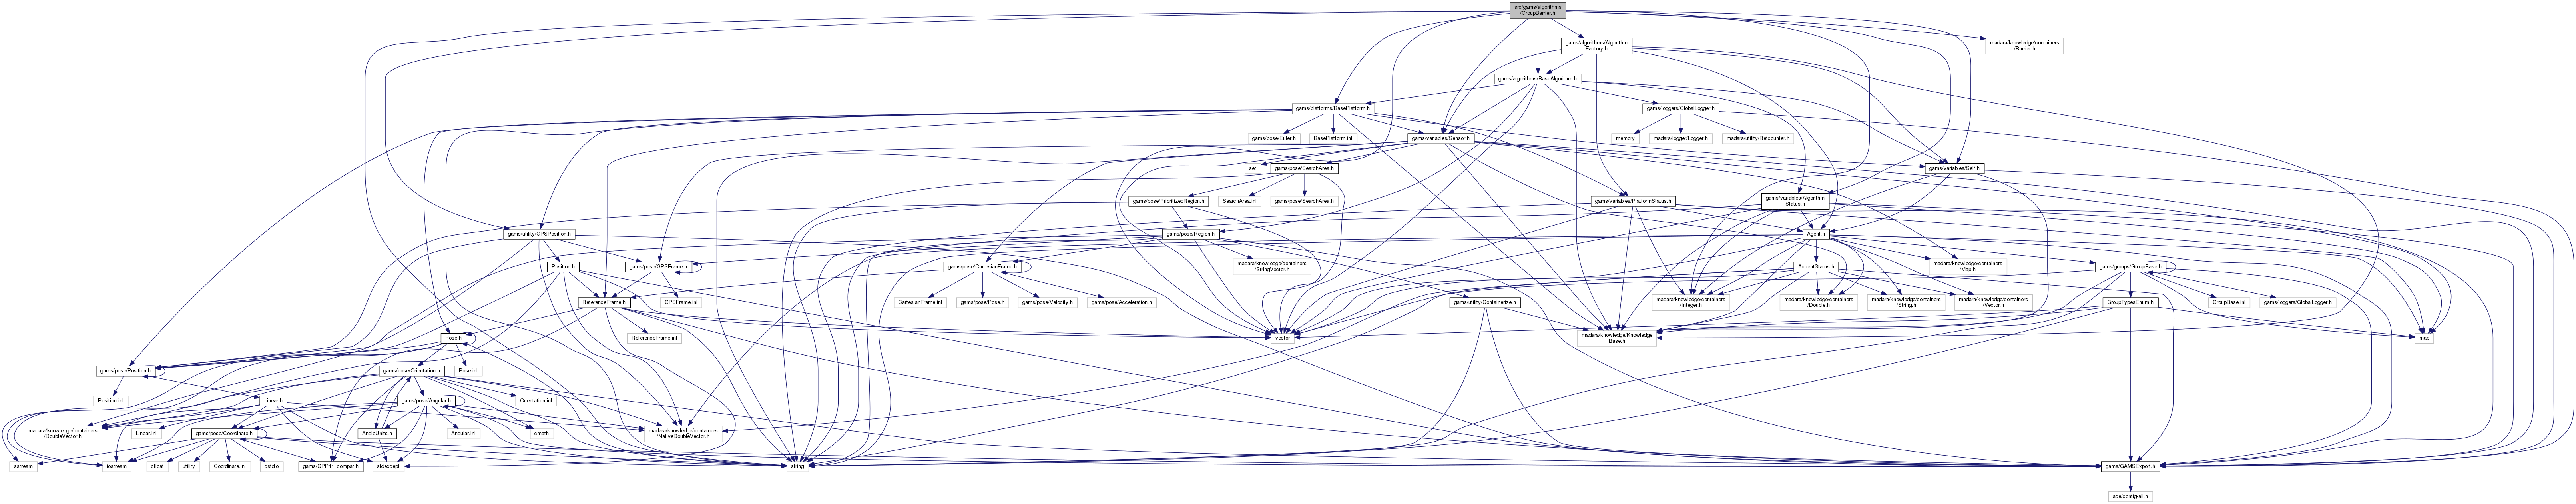 src/gams/algorithms
/GroupBarrier.h
gams/algorithms/Algorithm
Factory.h
madara/knowledge/containers
/Barrier.h
gams/algorithms/BaseAlgorithm.h
gams/platforms/BasePlatform.h
gams/loggers/GlobalLogger.h
gams/pose/Euler.h
BasePlatform.inl
gams/variables/Sensor.h
memory
madara/logger/Logger.h
madara/utility/Refcounter.h
set
gams/pose/SearchArea.h
gams/variables/Self.h
gams/pose/PrioritizedRegion.h
SearchArea.inl
gams/pose/SearchArea.h
gams/variables/PlatformStatus.h
gams/variables/Algorithm
Status.h
gams/utility/GPSPosition.h
gams/pose/Region.h
Agent.h
Position.h
gams/pose/GPSFrame.h
gams/pose/CartesianFrame.h
madara/knowledge/containers
/StringVector.h
AccentStatus.h
madara/knowledge/containers
/Map.h
gams/groups/GroupBase.h
ReferenceFrame.h
GPSFrame.inl
CartesianFrame.inl
gams/pose/Pose.h
gams/pose/Velocity.h
gams/pose/Acceleration.h
gams/utility/Containerize.h
madara/knowledge/containers
/Integer.h
madara/knowledge/containers
/Double.h
madara/knowledge/containers
/String.h
madara/knowledge/containers
/Vector.h
GroupTypesEnum.h
GroupBase.inl
gams/loggers/GlobalLogger.h
Pose.h
ReferenceFrame.inl
vector
madara/knowledge/Knowledge
Base.h
map
gams/pose/Position.h
gams/pose/Orientation.h
Pose.inl
Position.inl
Linear.h
gams/pose/Angular.h
Orientation.inl
madara/knowledge/containers
/DoubleVector.h
Linear.inl
gams/pose/Coordinate.h
AngleUnits.h
Angular.inl
cmath
madara/knowledge/containers
/NativeDoubleVector.h
sstream
iostream
cfloat
utility
Coordinate.inl
cstdio
gams/CPP11_compat.h
stdexcept
string
gams/GAMSExport.h
ace/config-all.h